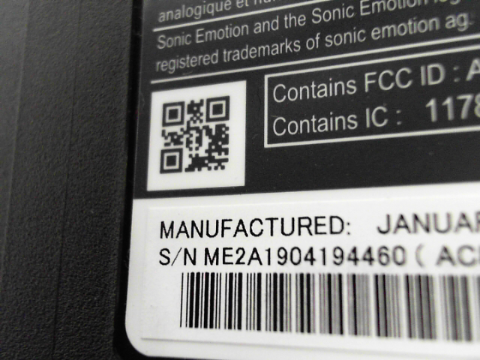 analogique et nu
Sonic Emotion and the Sonic Emotion
registered trademarks of sonic emotion ag.
Contains FCC ID : A
Contains IC : 1178
MANUFACTURED: JANUAR
S/N ME2A1904194460 ( AC